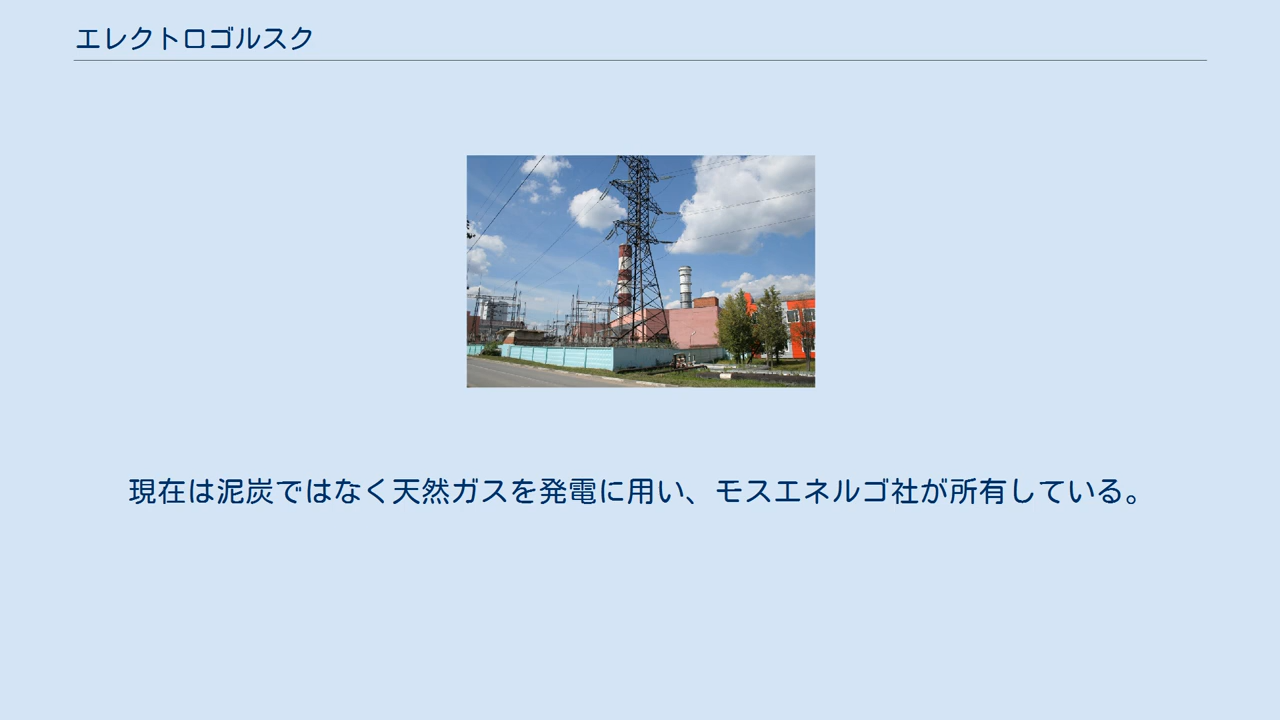 エレクトロゴルスク
現在は泥炭ではなく天然ガスを発電に用い、モスエネルゴ社が所有している。